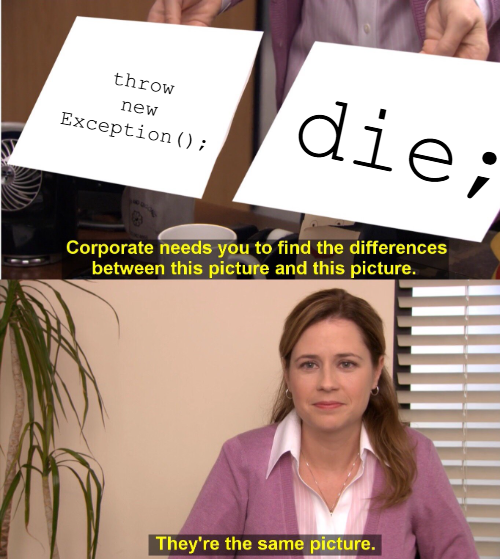 throw
new
Exception();
die;
Corporate needs you to find the differences
between this picture and this picture.
They're the same picture.